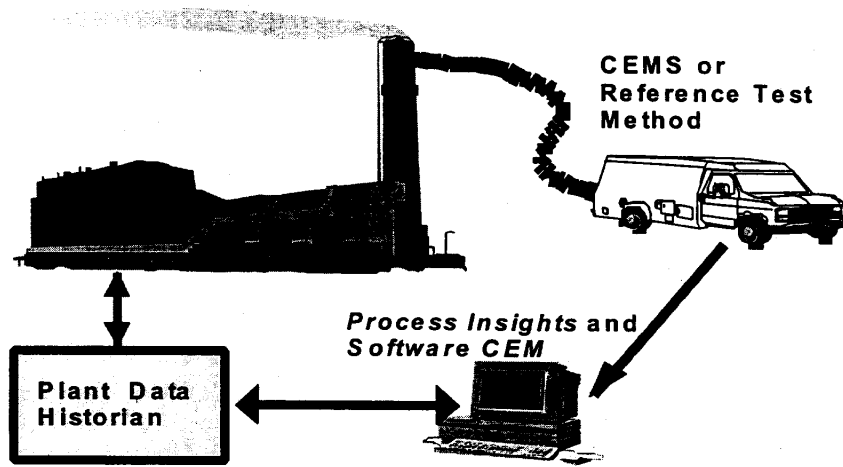 CEMS or
Reference Test
Method
Process Insights and
Software CEM
Plant Data
Historian